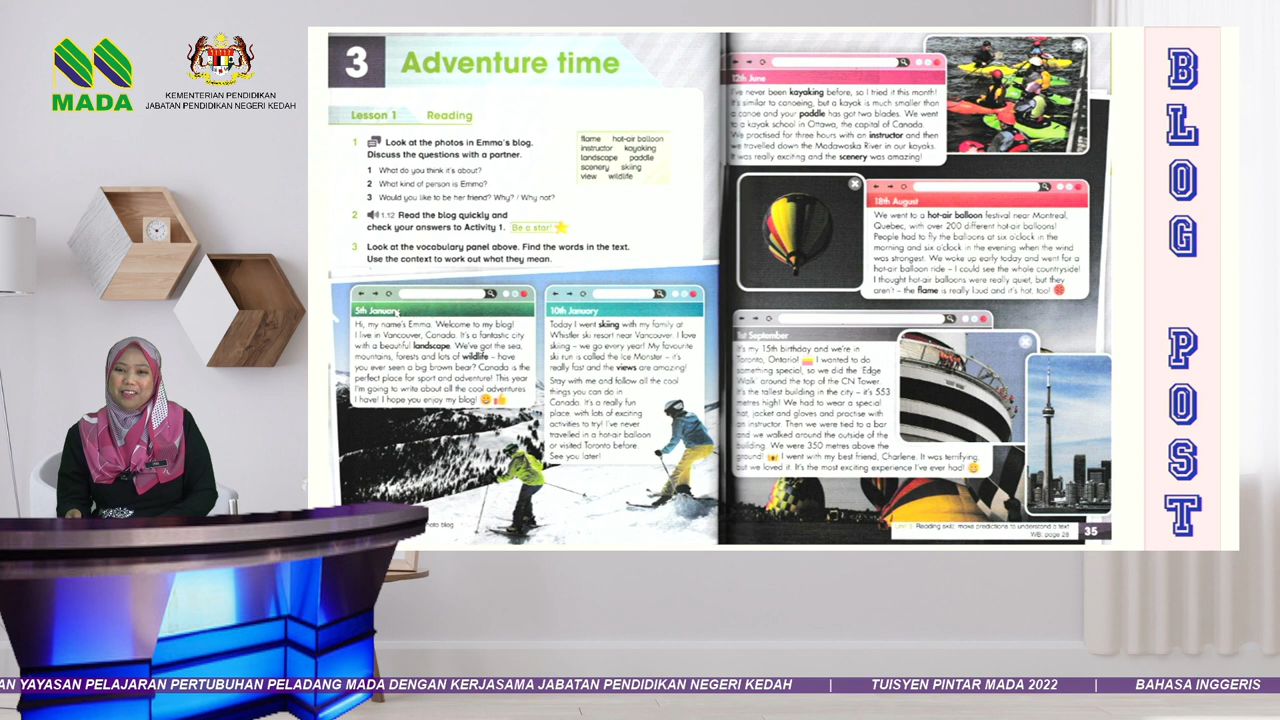 MADA
KEMENTERIAN PENDIDIKAN
JABATAN PENDIDIKAN NEGERI KEDAH
3
Adventure time
Lesson 1 Reading
1 Look at the photos in Emma's blog.
Discuss the questions with a partner.
1 What do you think it's about?
2 What kind of person is Emma?
3 Would you like to be her friend? Why? / Why not?
2 1.12 Read the blog quickly and
check your answers to Activity 1. Be a star!
3 Look at the vocabulary panel above. Find the words in the text.
Use the context to work out what they mean.
flame hot-air balloon
instructor kayaking
landscape paddle
scenery skiing
view wildlife
5th January
Hi, my name's Emma. Welcome to my blog!
I live in Vancouver, Canada. It's a fantastic city
with a beautiful landscape. We've got the sea,
mountains, forests and lots of wildlife – have
you ever seen a big brown bear? Canada is the
perfect place for sport and adventure! This year
I'm going to write about all the cool adventures
I have! I hope you enjoy my blog!
10th January
Today I went skiing with my family at
Whistler ski resort near Vancouver. I love
skiing – we go every year! My favourite
ski run is called the Ice Monster – it's
really fast and the views are amazing!
Stay with me and follow all the cool
things you can do in
Canada. It's a really fun
place, with lots of exciting
activities to try! I've never
travelled in a hot-air balloon
or visited Toronto before.
See you later!
12th June
I've never been kayaking before, so I tried it this month!
It's similar to canoeing, but a kayak is much smaller than
a canoe and your paddle has got two blades. We went
to a kayak school in Ottawa, the capital of Canada.
We practised for three hours with an instructor and then
we travelled down the Madawaska River in our kayaks.
It was really exciting and the scenery was amazing!
18th August
We went to a hot-air balloon festival near Montreal,
Quebec, with over 200 different hot-air balloons!
People had to fly the balloons at six o'clock in the
morning and six o'clock in the evening when the wind
was strongest. We woke up early today and went for a
hot-air balloon ride – I could see the whole countryside!
I thought hot-air balloons were really quiet, but they
aren't – the flame is really loud and it's hot, too!
1st September
It's my 15th birthday and we're in
Toronto, Ontario! I wanted to do
something special, so we did the 'Edge
Walk' around the top of the CN Tower.
It's the tallest building in the city – it's 553
metres high! We had to wear a special
hat, jacket and gloves and practise with
an instructor. Then we were tied to a bar
and we walked around the outside of the
building. We were 350 metres above the
ground! I went with my best friend, Charlene. It was terrifying,
but we loved it. It's the most exciting experience I've ever had!
photo blog
Reading skill: make predictions to understand a text
WB: page 28
35
BLOG POST
AN YAYASAN PELAJARAN PERTUBUHAN PELADANG MADA DENGAN KERJASAMA JABATAN PENDIDIKAN NEGERI KEDAH | TUISYEN PINTAR MADA 2022 | BAHASA INGGERIS